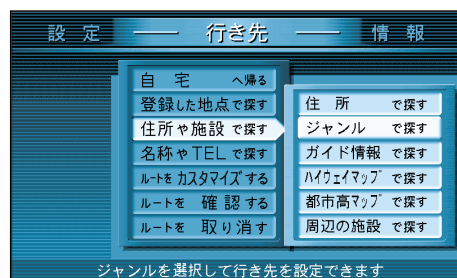 設定 行き先 情報
自宅へ帰る
登録した地点で探す
住所や施設で探す
名称やTELで探す
ルートをカスタマイズする
ルートを確認する
ルートを取り消す
住所で探す
ジャンルで探す
ガイド情報で探す
ハイウェイマップで探す
都市高マップで探す
周辺の施設で探す
ジャンルを選択して行き先を設定できます